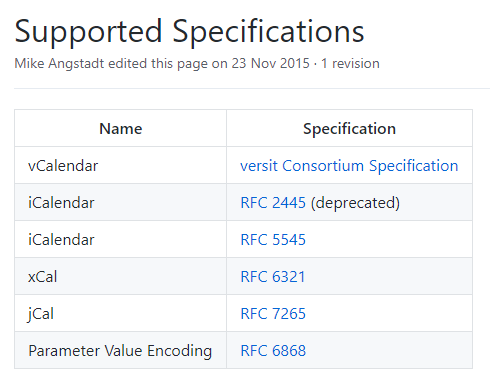 Supported Specifications
Mike Angstadt edited this page on 23 Nov 2015 · 1 revision
Name Specification
vCalendar versit Consortium Specification
iCalendar RFC 2445 (deprecated)
iCalendar RFC 5545
xCal RFC 6321
jCal RFC 7265
Parameter Value Encoding RFC 6868